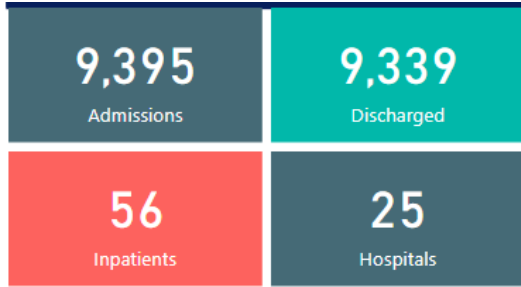 9,395
Admissions
9,339
Discharged
56
Inpatients
25
Hospitals